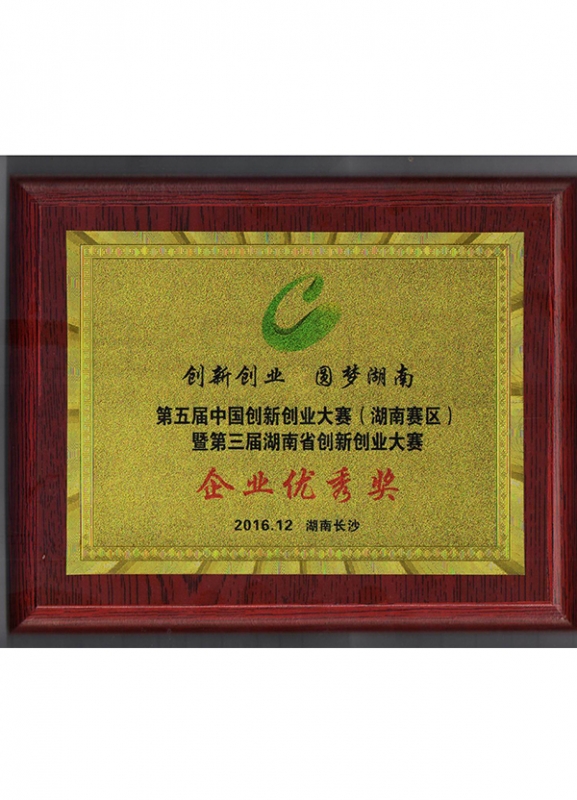 创新创业 圆梦湖南
第五届中国创新创业大赛（湖南赛区）
暨第三届湖南省创新创业大赛
企业优秀奖
2016.12 湖南长沙